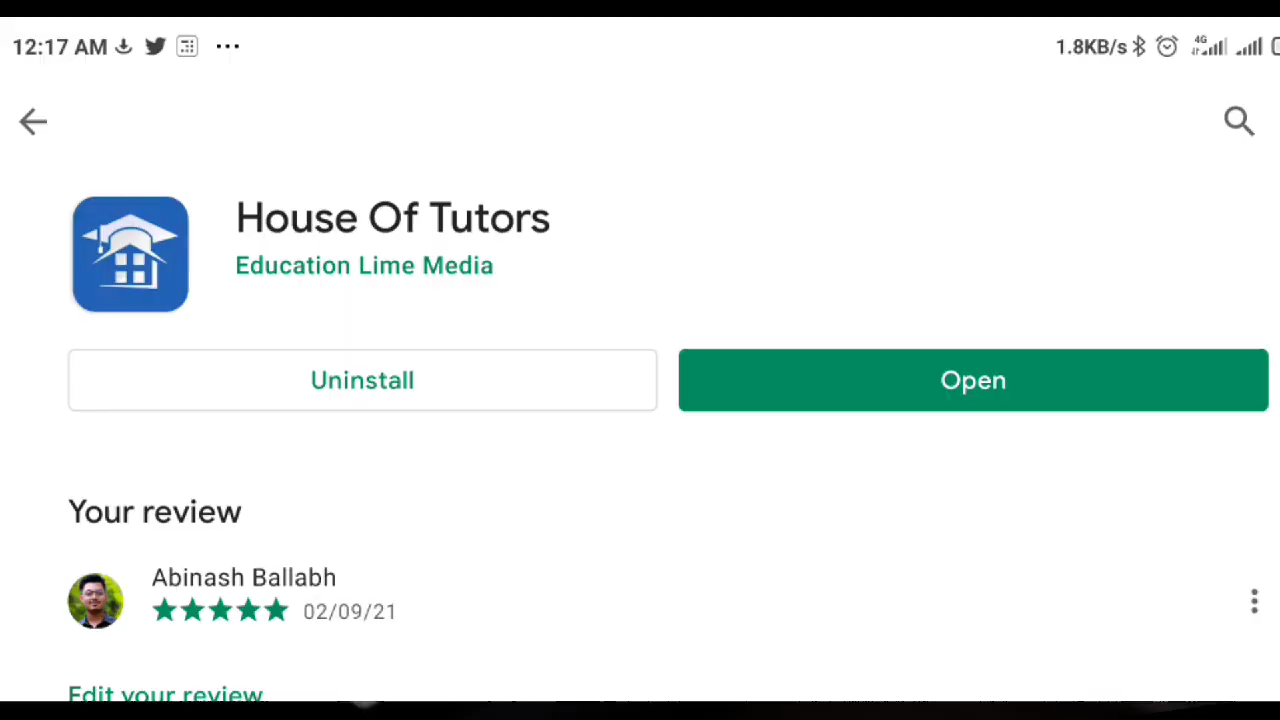 12:17 AM ... 1.8KB/s 4G
House Of Tutors
Education Lime Media
Uninstall Open
Your review
Abinash Ballabh
02/09/21
Edit your review